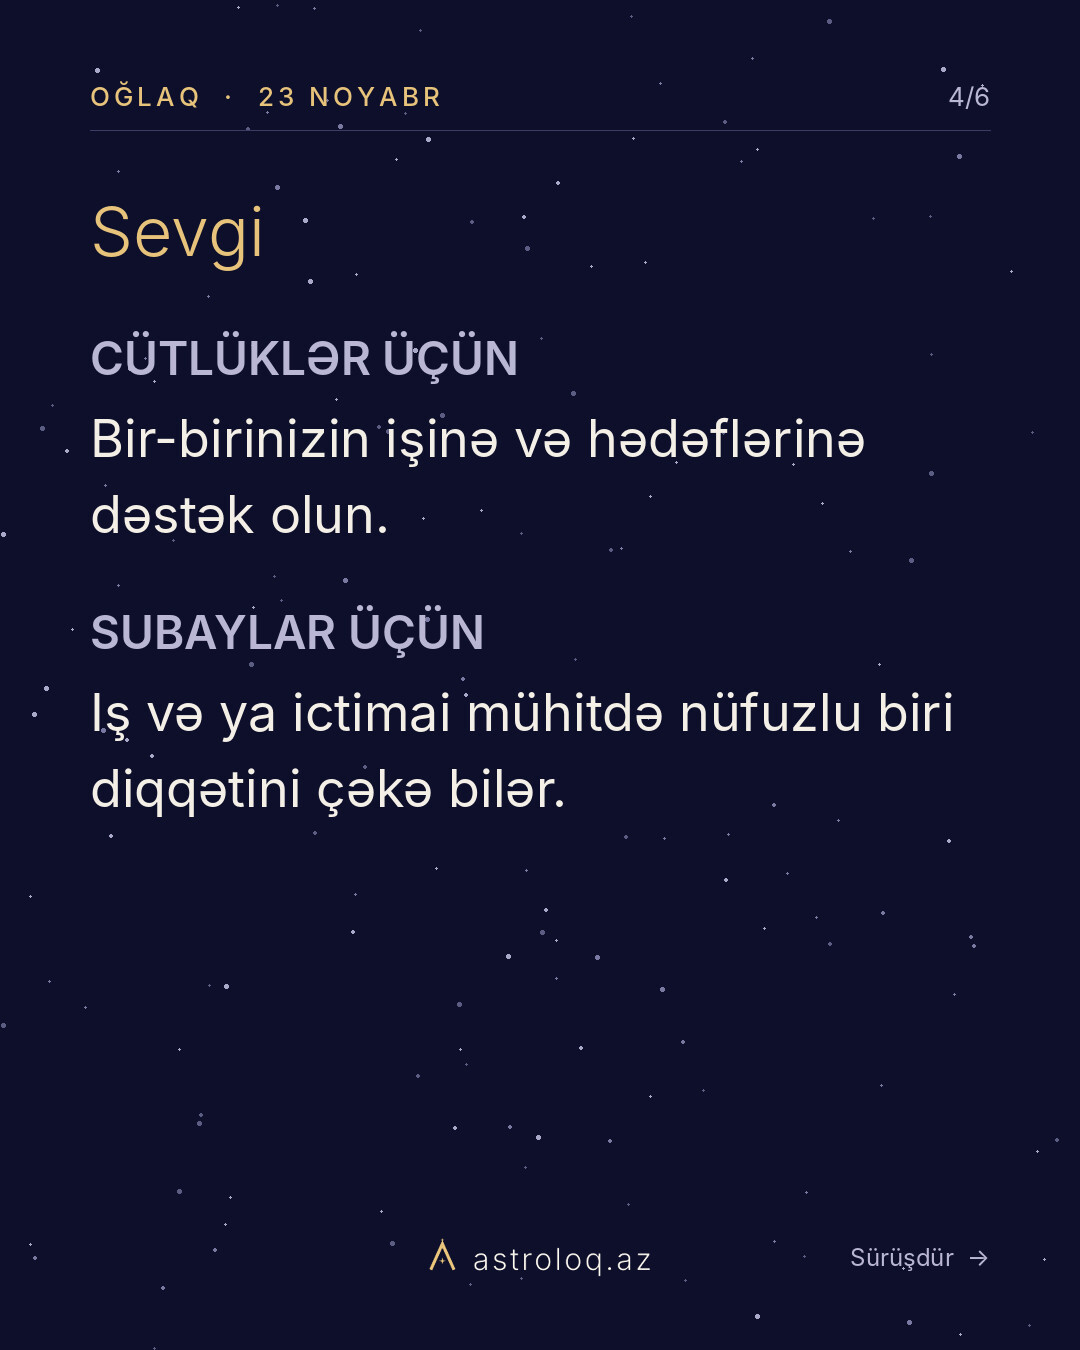 OĞLAQ · 23 NOYABR
4/6
Sevgi
CÜTLÜKLƏR ÜÇÜN
Bir-birinizin işinə və hədəflərinə
dəstək olun.
SUBAYLAR ÜÇÜN
Iş və ya ictimai mühitdə nüfuzlu biri
diqqətini çəkə bilər.
astroloq.az
Sürüşdür →